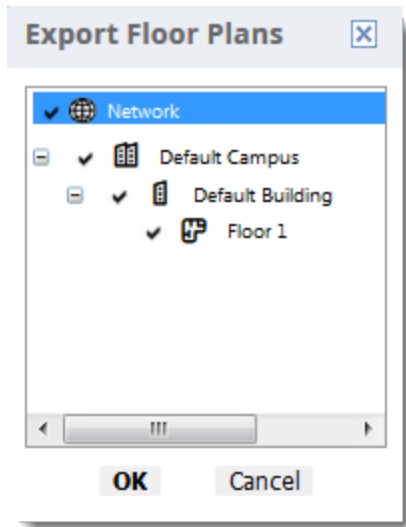 Export Floor Plans
Network
Default Campus
Default Building
Floor 1
OK Cancel